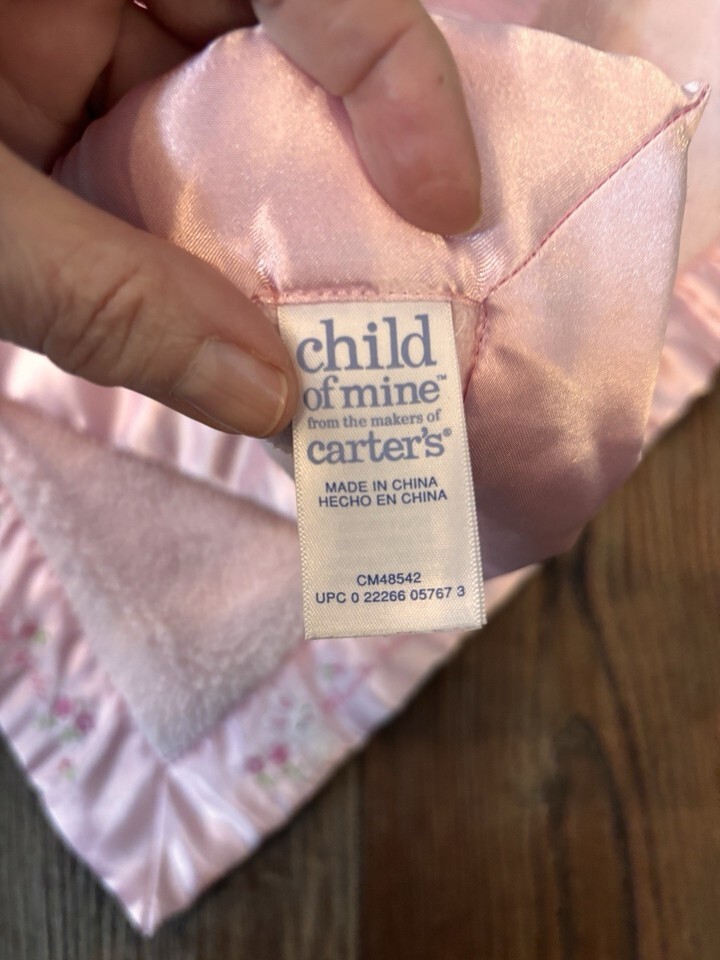 child
of mine™
from the makers of
carter's®
MADE IN CHINA
HECHO EN CHINA
CM48542
UPC 0 22266 05767 3